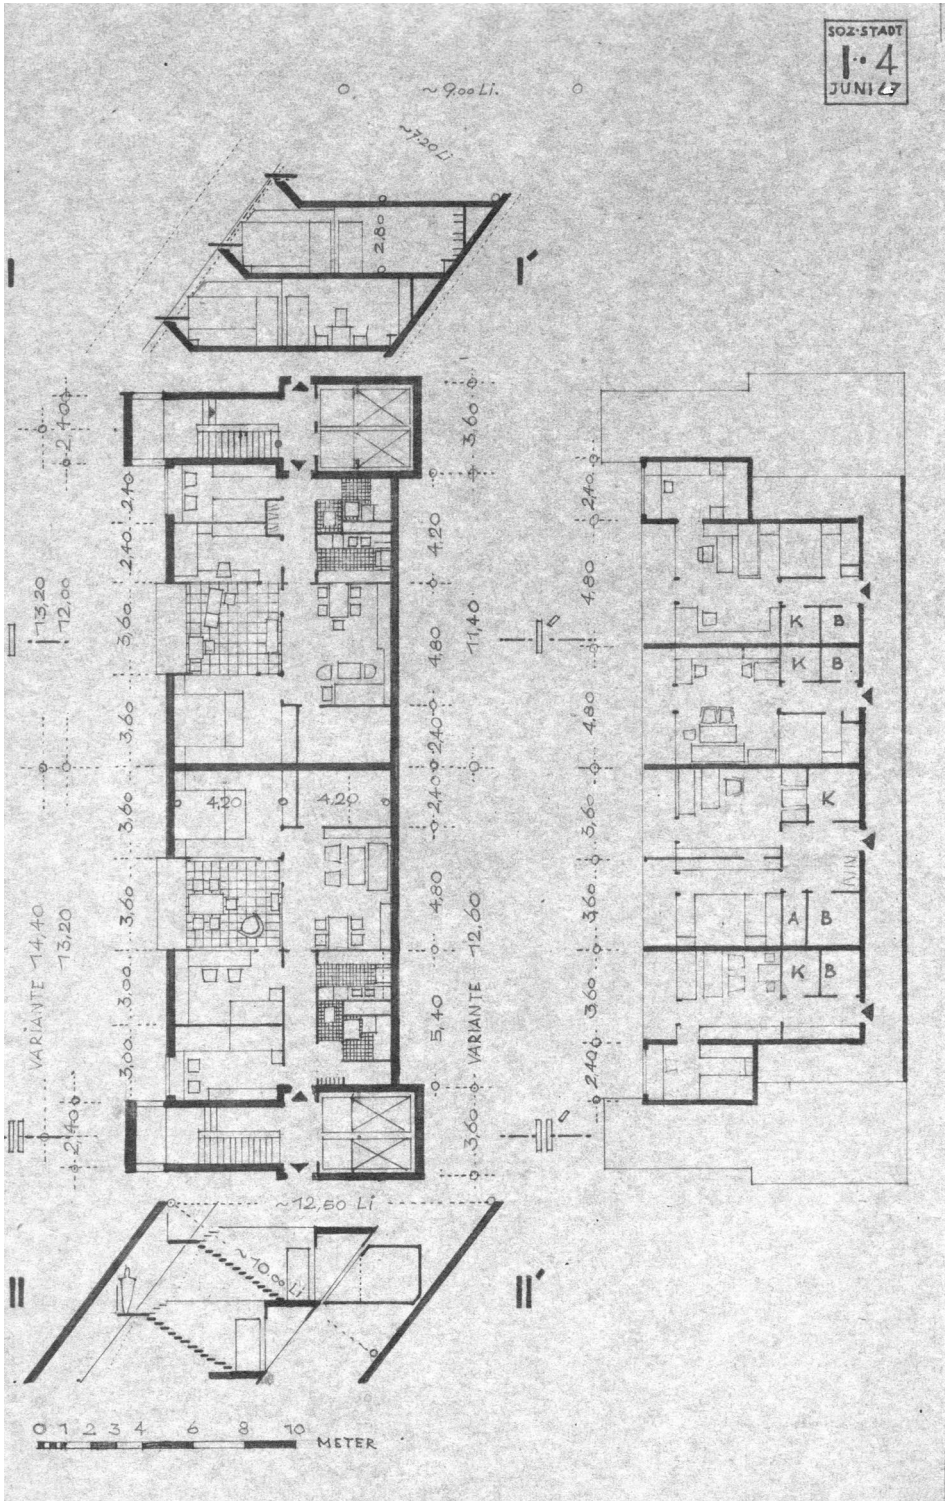 SOZ·STADT
I··4
JUNI 67
~9.00 Li.
~7.20 Li
2,80
I
I'
2,40
3,60
2,40
2,40
4,20
2,40
4,80
13,20
12,00
3,60
4,80
11,40
K B
K B
3,60
2,40
4,80
3,60
4,20
4,20
2,40
3,60
K
3,60
4,80
3,60
A B
VARIANTE 14,40
13,20
VARIANTE 12,60
3,00
5,40
3,60
K B
3,00
2,40
2,40
3,60
~12,50 Li
~10.00 Li
II
II'
0 1 2 3 4 6 8 10
METER